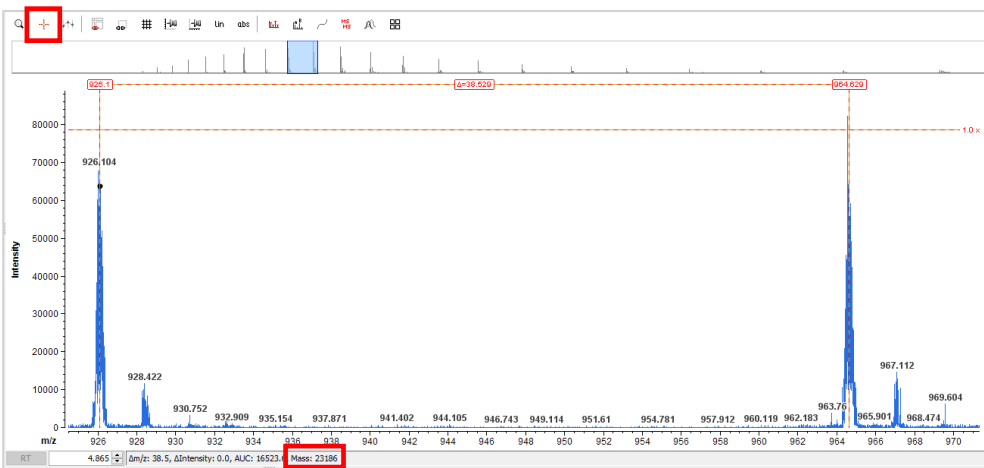 lin abs MS MS
926.1 Δ=38.529 964.629
80000
1.0 x
70000 926.104
60000
50000
Intensity
40000
30000
20000
967.112
928.422
10000 969.604
930.752 963.76
932.909 935.154 937.871 941.402 944.105 946.743 949.114 951.61 954.781 957.912 960.119 962.183 965.901 968.474
0
m/z 926 928 930 932 934 936 938 940 942 944 946 948 950 952 954 956 958 960 962 964 966 968 970
RT 4.865 Δm/z: 38.5, ΔIntensity: 0.0, AUC: 16523. Mass: 23186